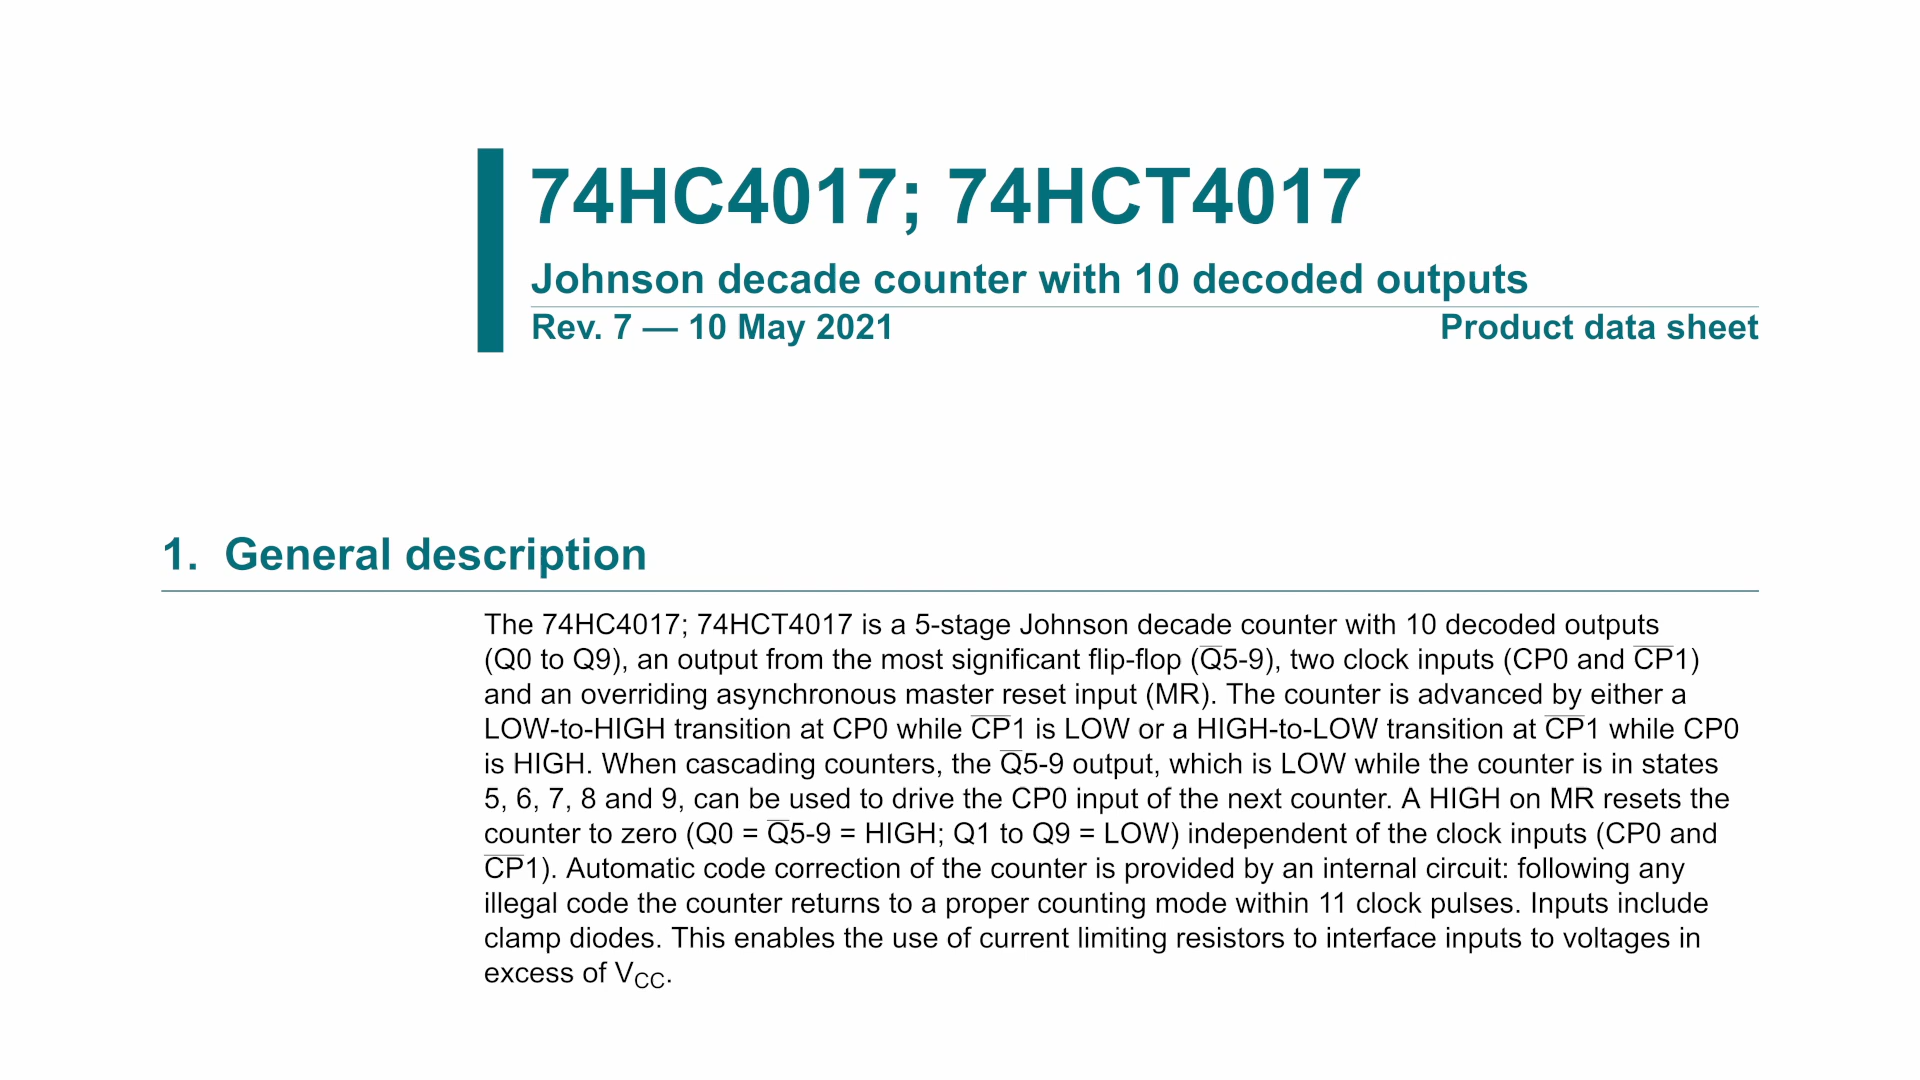 74HC4017; 74HCT4017
Johnson decade counter with 10 decoded outputs
Rev. 7 — 10 May 2021 Product data sheet
1. General description
The 74HC4017; 74HCT4017 is a 5-stage Johnson decade counter with 10 decoded outputs
(Q0 to Q9), an output from the most significant flip-flop (Q̅5-9), two clock inputs (CP0 and C̅P̅1)
and an overriding asynchronous master reset input (MR). The counter is advanced by either a
LOW-to-HIGH transition at CP0 while C̅P̅1 is LOW or a HIGH-to-LOW transition at C̅P̅1 while CP0
is HIGH. When cascading counters, the Q̅5-9 output, which is LOW while the counter is in states
5, 6, 7, 8 and 9, can be used to drive the CP0 input of the next counter. A HIGH on MR resets the
counter to zero (Q0 = Q̅5-9 = HIGH; Q1 to Q9 = LOW) independent of the clock inputs (CP0 and
C̅P̅1). Automatic code correction of the counter is provided by an internal circuit: following any
illegal code the counter returns to a proper counting mode within 11 clock pulses. Inputs include
clamp diodes. This enables the use of current limiting resistors to interface inputs to voltages in
excess of VCC.